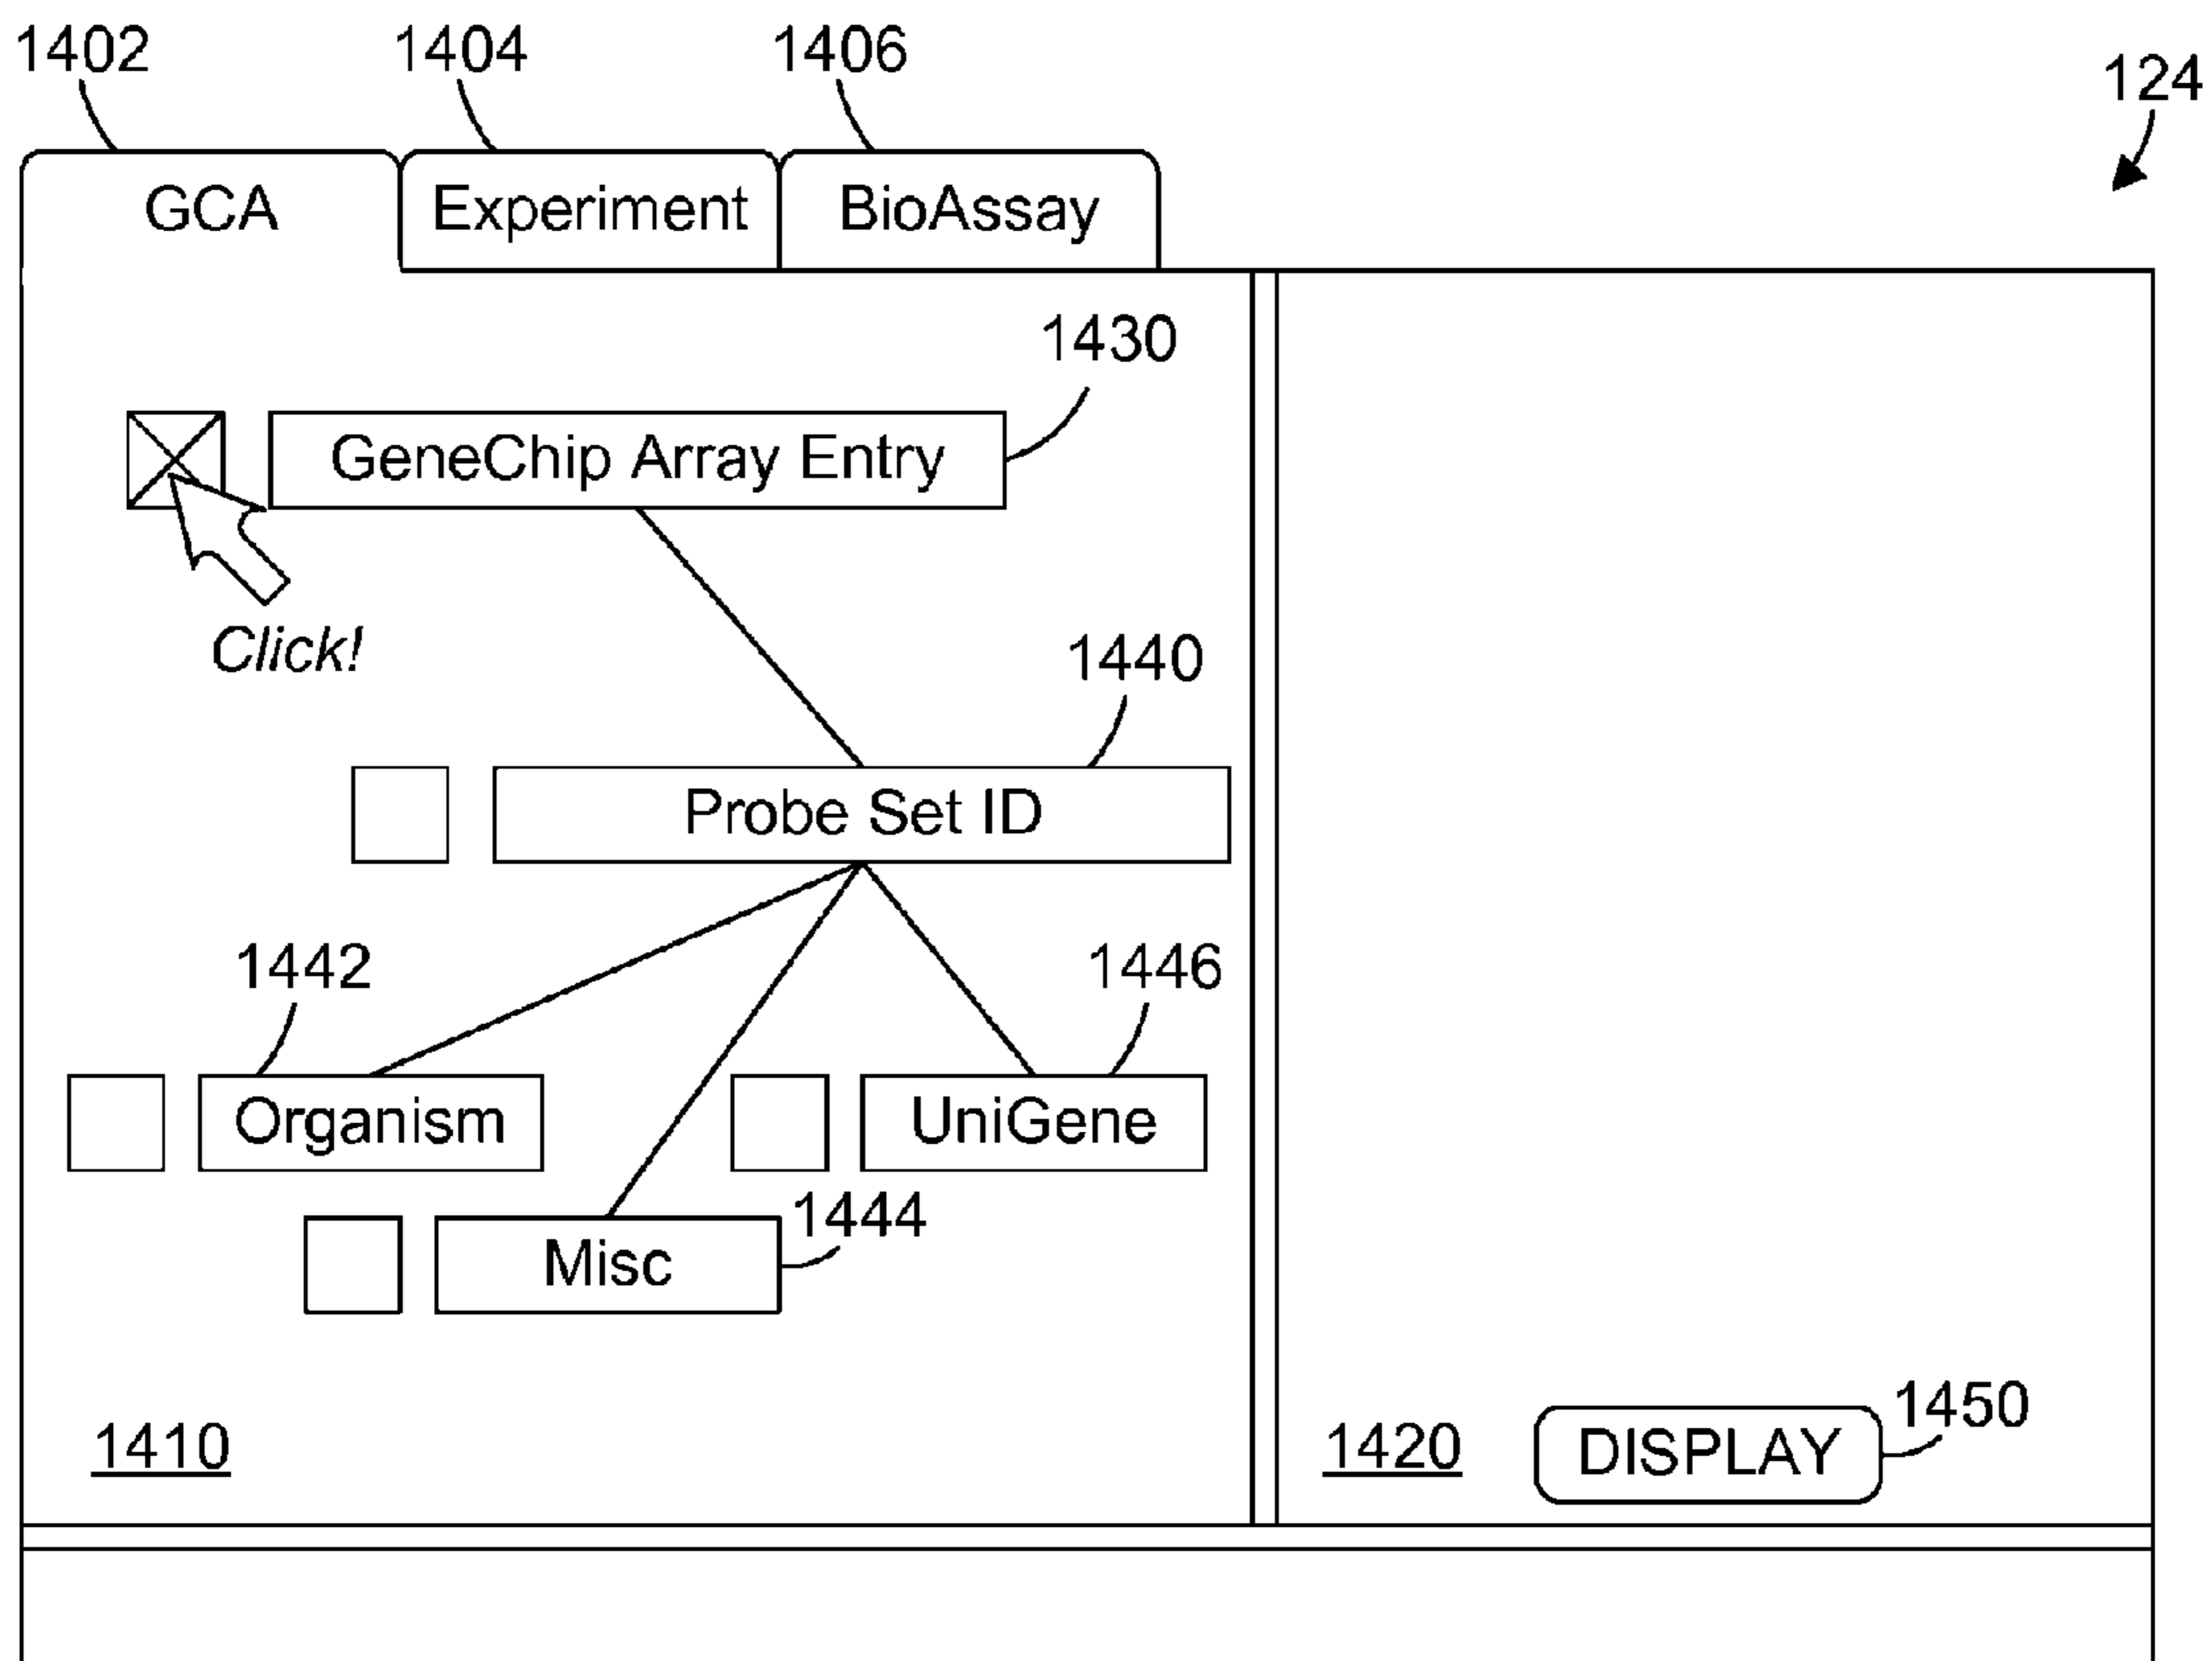 1402 1404 1406
124
GCA Experiment BioAssay
1430
GeneChip Array Entry
Click!
1440
Probe Set ID
1442 1446
Organism UniGene
1444
Misc
1450
1410 1420 DISPLAY